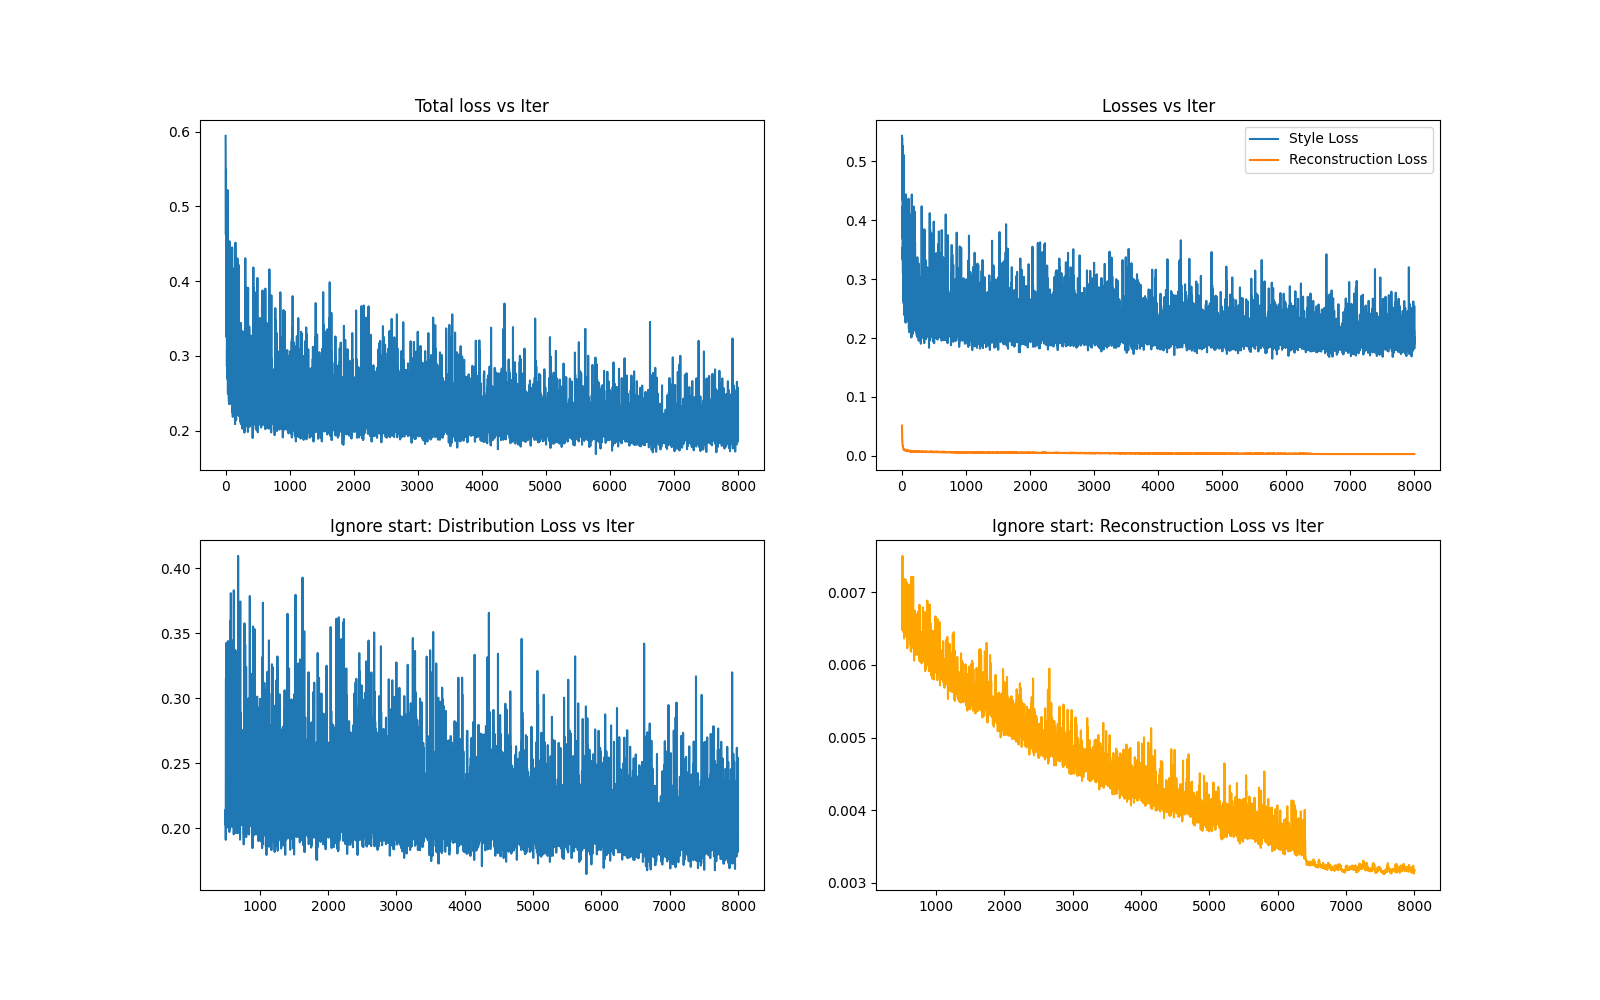 Total loss vs Iter
0.6
0.5
0.4
0.3
0.2
0 1000 2000 3000 4000 5000 6000 7000 8000
Losses vs Iter
Style Loss
Reconstruction Loss
0.5
0.4
0.3
0.2
0.1
0.0
0 1000 2000 3000 4000 5000 6000 7000 8000
Ignore start: Distribution Loss vs Iter
0.40
0.35
0.30
0.25
0.20
1000 2000 3000 4000 5000 6000 7000 8000
Ignore start: Reconstruction Loss vs Iter
0.007
0.006
0.005
0.004
0.003
1000 2000 3000 4000 5000 6000 7000 8000